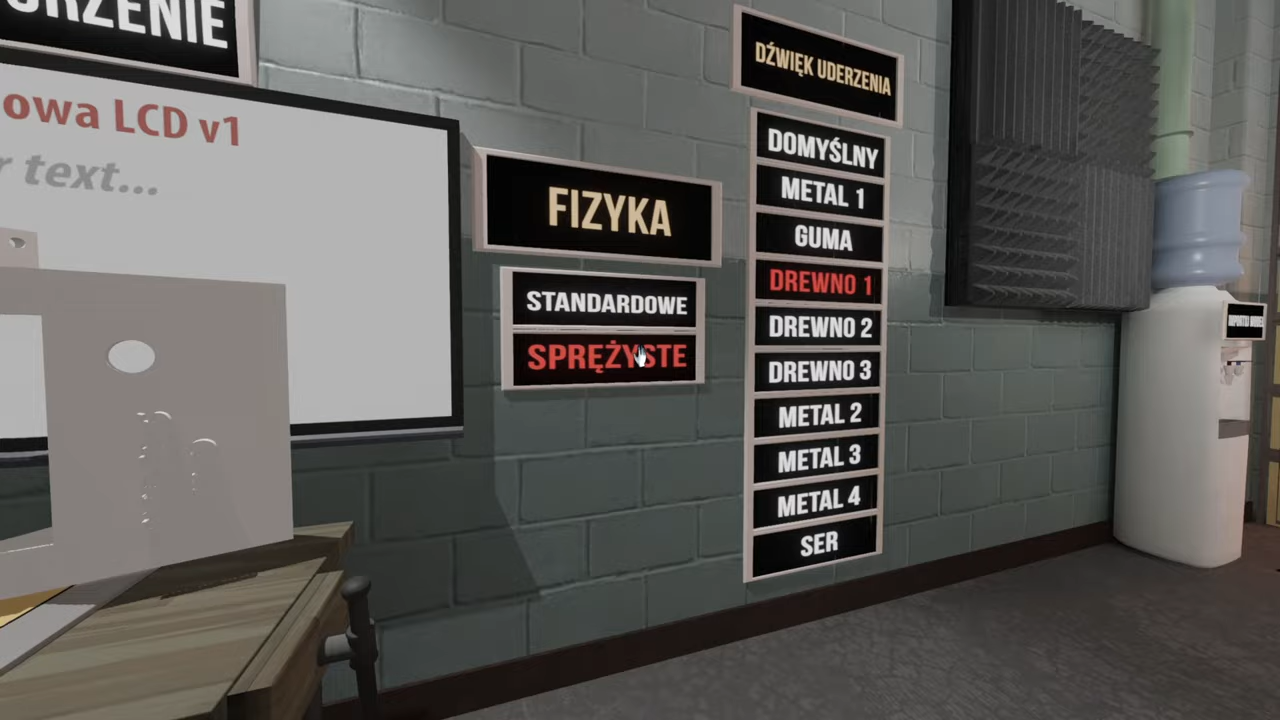 RZENIE
owa LCD v1
r text...
FIZYKA
STANDARDOWE
SPRĘŻYSTE
DŹWIĘK UDERZENIA
DOMYŚLNY
METAL 1
GUMA
DREWNO 1
DREWNO 2
DREWNO 3
METAL 2
METAL 3
METAL 4
SER